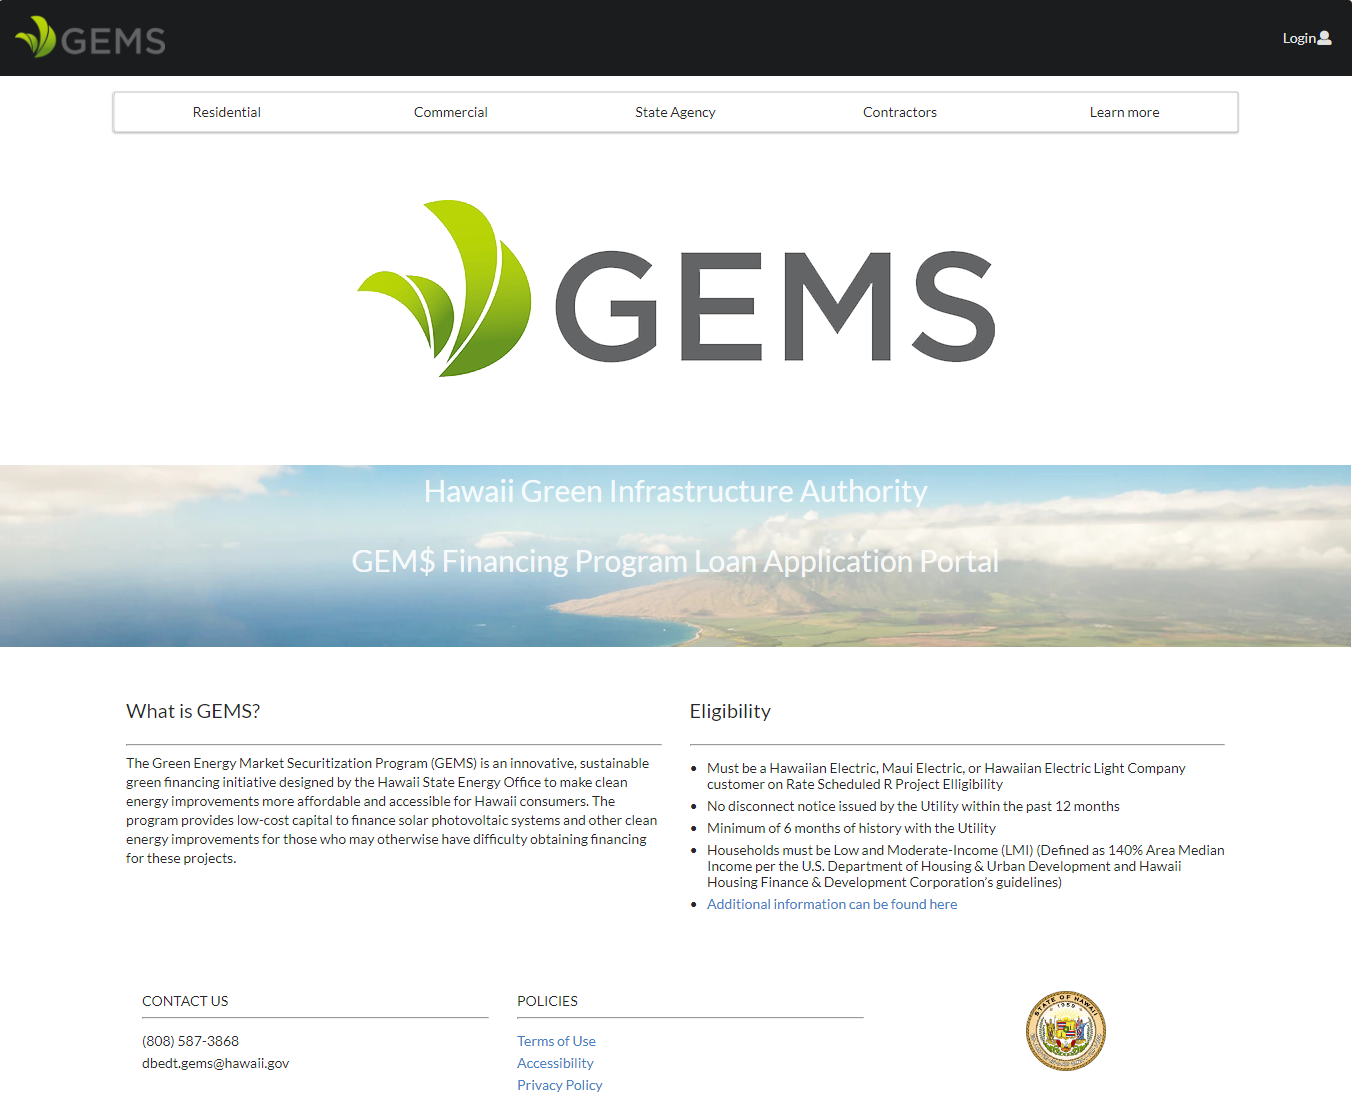 GEMS
Login
Residential
Commercial
State Agency
Contractors
Learn more
GEMS
Hawaii Green Infrastructure Authority
GEM$ Financing Program Loan Application Portal
What is GEMS?
The Green Energy Market Securitization Program (GEMS) is an innovative, sustainable
green financing initiative designed by the Hawaii State Energy Office to make clean
energy improvements more affordable and accessible for Hawaii consumers. The
program provides low-cost capital to finance solar photovoltaic systems and other clean
energy improvements for those who may otherwise have difficulty obtaining financing
for these projects.
Eligibility
Must be a Hawaiian Electric, Maui Electric, or Hawaiian Electric Light Company
customer on Rate Scheduled R Project Elligibility
No disconnect notice issued by the Utility within the past 12 months
Minimum of 6 months of history with the Utility
Households must be Low and Moderate-Income (LMI) (Defined as 140% Area Median
Income per the U.S. Department of Housing & Urban Development and Hawaii
Housing Finance & Development Corporation's guidelines)
Additional information can be found here
CONTACT US
(808) 587-3868
dbedt.gems@hawaii.gov
POLICIES
Terms of Use
Accessibility
Privacy Policy
STATE OF HAWAII
1959